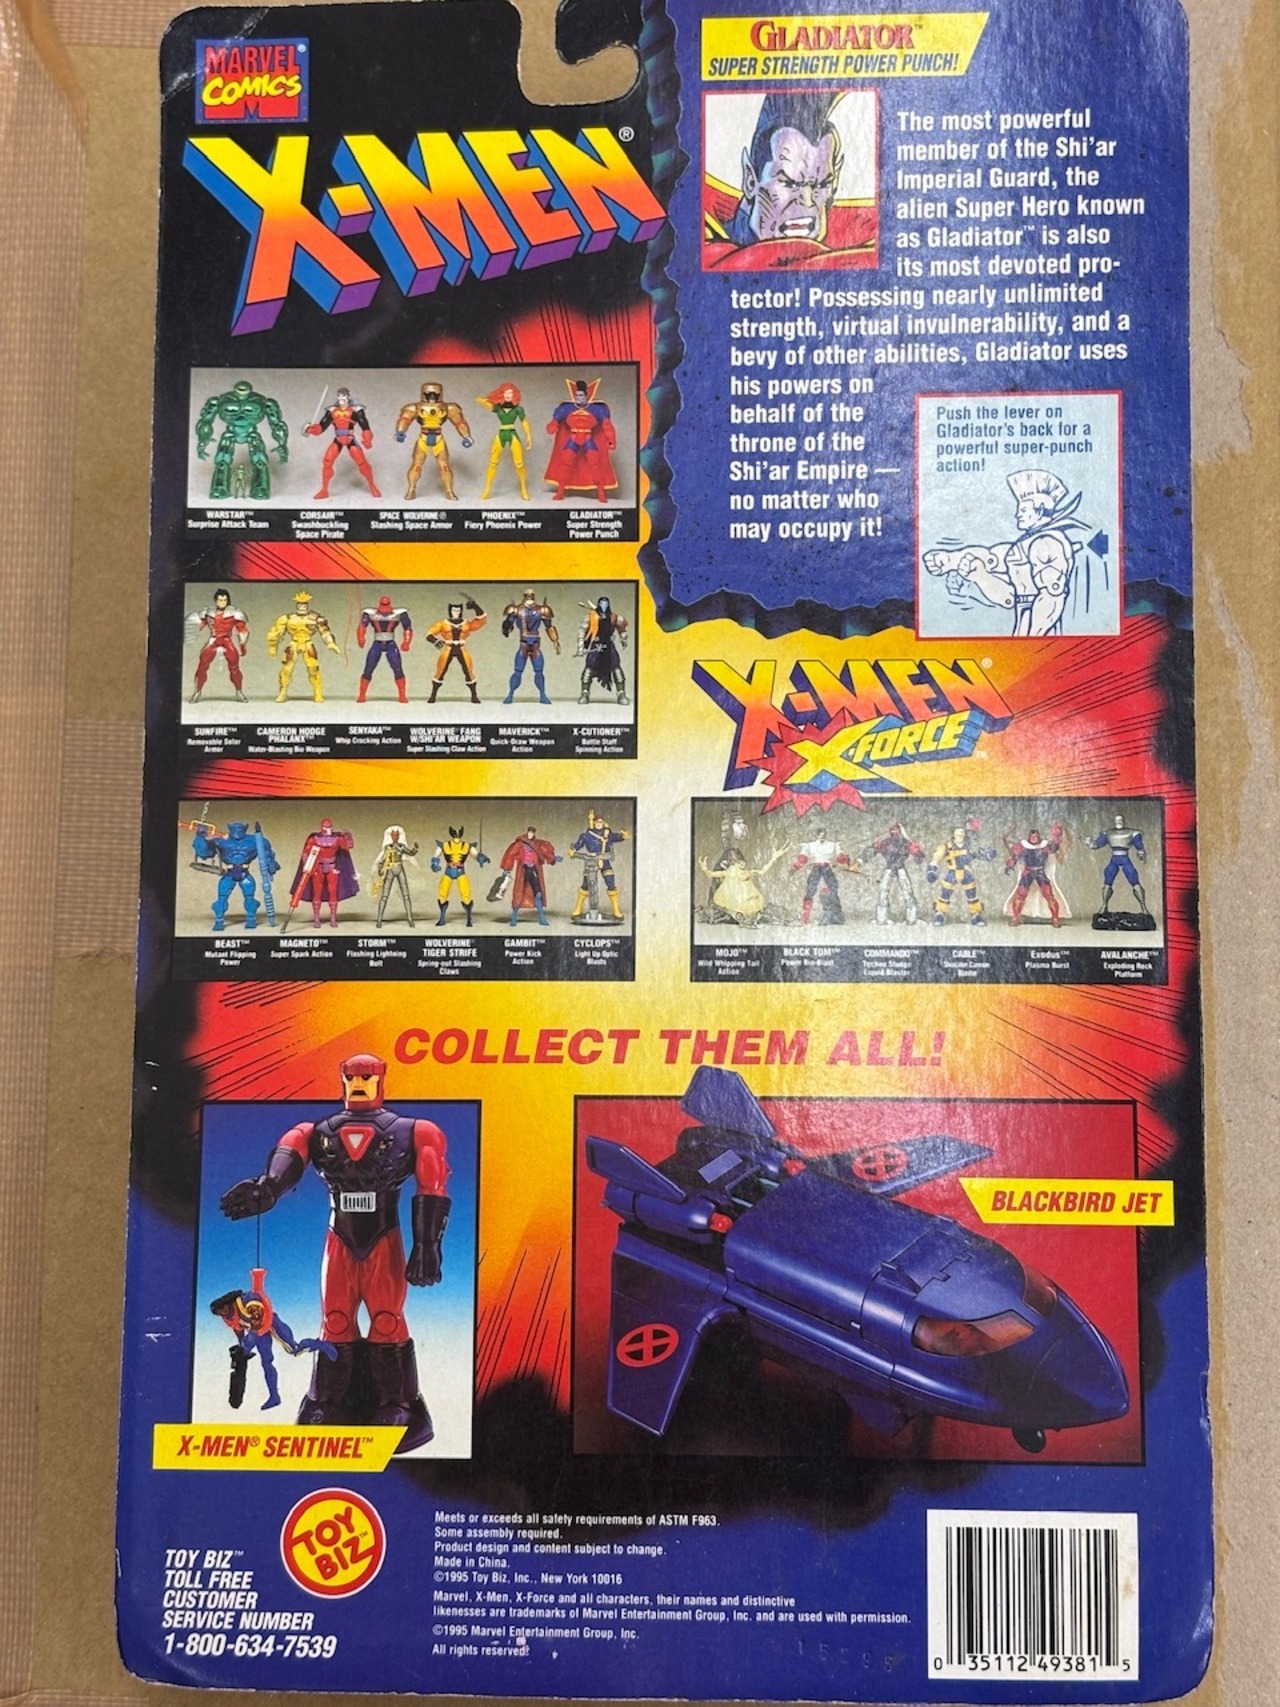 MARVEL®
COMICS
X-MEN®
GLADIATOR™
SUPER STRENGTH POWER PUNCH!
The most powerful
member of the Shi'ar
Imperial Guard, the
alien Super Hero known
as Gladiator™ is also
its most devoted pro-
tector! Possessing nearly unlimited
strength, virtual invulnerability, and a
bevy of other abilities, Gladiator uses
his powers on
behalf of the
throne of the
Shi'ar Empire —
no matter who
may occupy it!
Push the lever on
Gladiator's back for a
powerful super-punch
action!
WARSTAR™
Surprise Attack Team
CORSAIR™
Swashbuckling
Space Pirate
SPACE WOLVERINE®
Slashing Space Armor
PHOENIX™
Fiery Phoenix Power
GLADIATOR™
Super Strength
Power Punch
SUNFIRE™
Removable Solar
Armor
CAMERON HODGE
PHALANX™
Water-Blasting Bio Weapon
SENYAKA™
Whip Cracking Action
WOLVERINE® FANG
W/SHI'AR WEAPON
Super Slashing Claw Action
MAVERICK™
Quick-Draw Weapon
Action
X-CUTIONER™
Battle Staff
Spinning Action
X-MEN®
X-FORCE™
BEAST™
Mutant Flipping
Power
MAGNETO™
Super Spark Action
STORM™
Flashing Lightning
Bolt
WOLVERINE®
TIGER STRIFE
Spring-out Slashing
Claws
GAMBIT™
Power Kick
Action
CYCLOPS™
Light Up Optic
Blasts
MOJO™
Wild Whipping Tail
Action
BLACK TOM™
Power Bio-Blast
COMMANDO™
Liquid Blaster
CABLE™
Exodus™
Plasma Burst
AVALANCHE™
Exploding Rock
Platform
COLLECT THEM ALL!
BLACKBIRD JET
X-MEN® SENTINEL™
TOY BIZ™
TOY BIZ™
TOLL FREE
CUSTOMER
SERVICE NUMBER
1-800-634-7539
Meets or exceeds all safety requirements of ASTM F963.
Some assembly required.
Product design and content subject to change.
Made in China.
©1995 Toy Biz, Inc., New York 10016
Marvel, X-Men, X-Force and all characters, their names and distinctive
likenesses are trademarks of Marvel Entertainment Group, Inc. and are used with permission.
©1995 Marvel Entertainment Group, Inc.
All rights reserved.
0 35112 49381 5